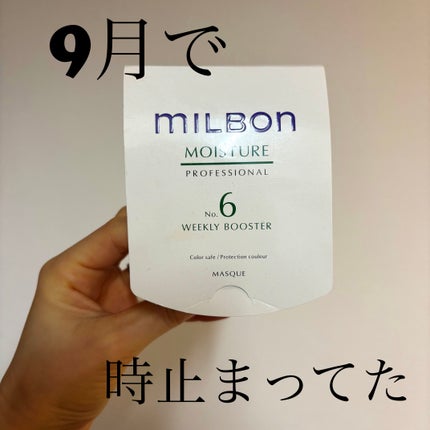 9月で
milbon
MOISTURE
PROFESSIONAL
No.6
WEEKLY BOOSTER
Color safe / Protection couleur
MASQUE
時止まってた